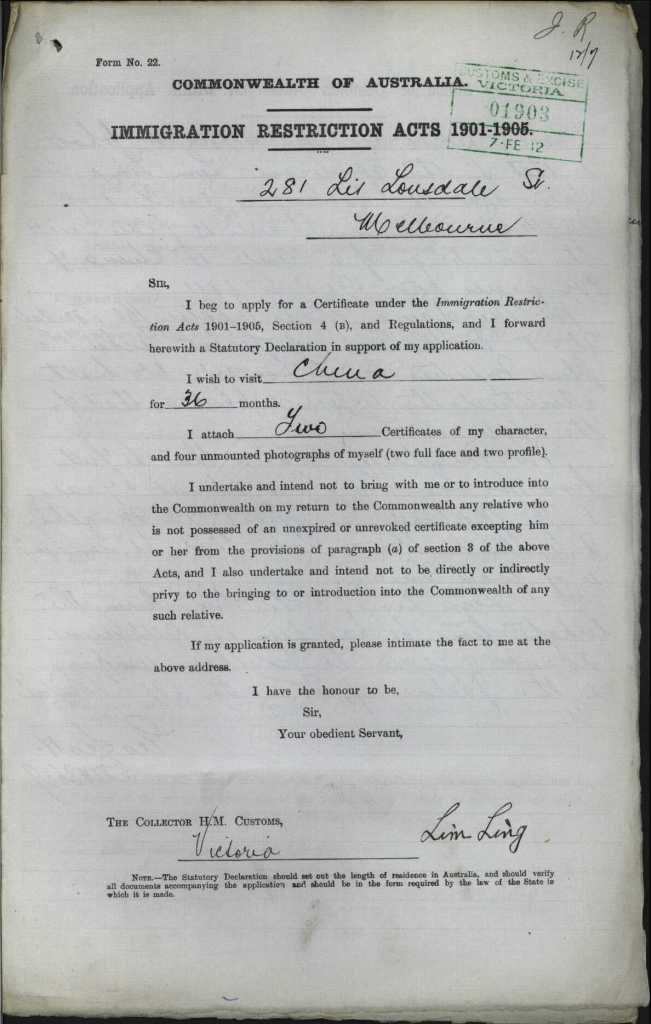 J. R
12/7
Form No. 22.
COMMONWEALTH OF AUSTRALIA.
CUSTOMS & EXCISE
VICTORIA
01903
7·FE 12
IMMIGRATION RESTRICTION ACTS 1901-1905.
281 Lit Lonsdale St.
Melbourne
SIR,
I beg to apply for a Certificate under the Immigration Restric-
tion Acts 1901–1905, Section 4 (B), and Regulations, and I forward
herewith a Statutory Declaration in support of my application.
I wish to visit China
for 36 months.
I attach Two Certificates of my character,
and four unmounted photographs of myself (two full face and two profile).
I undertake and intend not to bring with me or to introduce into
the Commonwealth on my return to the Commonwealth any relative who
is not possessed of an unexpired or unrevoked certificate excepting him
or her from the provisions of paragraph (a) of section 3 of the above
Acts, and I also undertake and intend not to be directly or indirectly
privy to the bringing to or introduction into the Commonwealth of any
such relative.
If my application is granted, please intimate the fact to me at the
above address.
I have the honour to be,
Sir,
Your obedient Servant,
THE COLLECTOR H.M. CUSTOMS,
Victoria
Lim Ling
NOTE.—The Statutory Declaration should set out the length of residence in Australia, and should verify
all documents accompanying the application and should be in the form required by the law of the State in
which it is made.